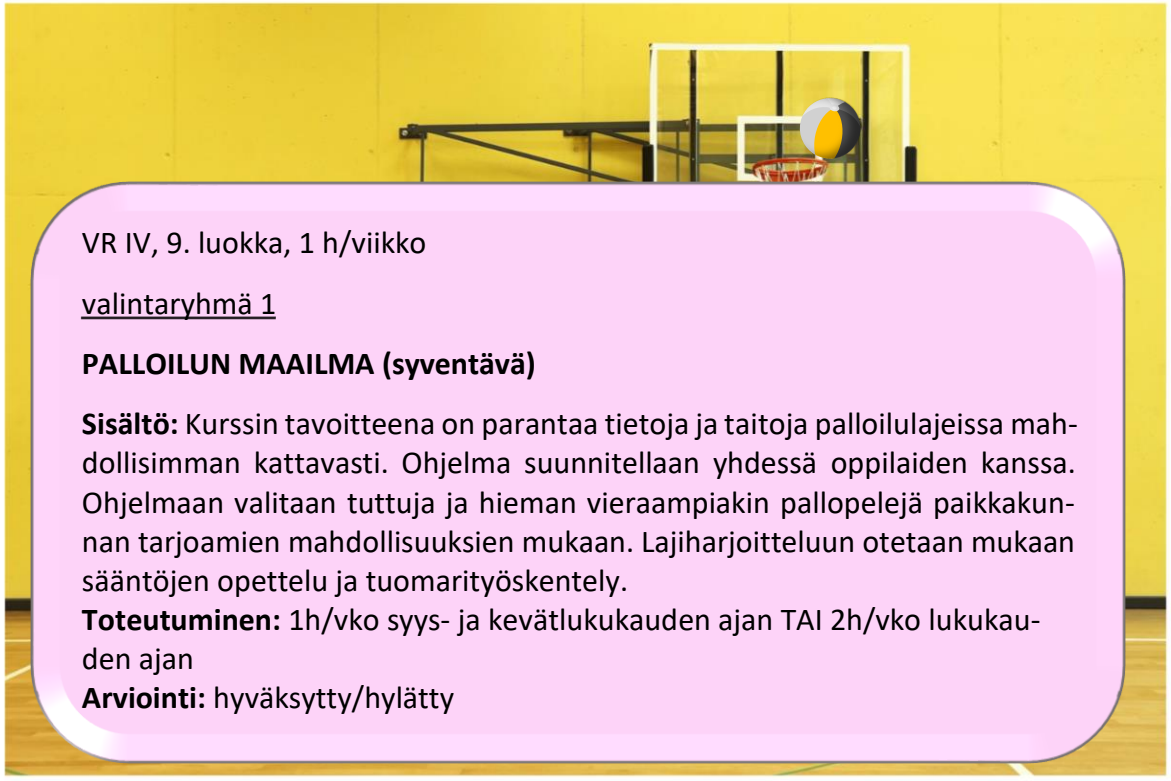 VR IV, 9. luokka, 1 h/viikko
valintaryhmä 1
PALLOILUN MAAILMA (syventävä)
Sisältö: Kurssin tavoitteena on parantaa tietoja ja taitoja palloilulajeissa mah-
dollisimman kattavasti. Ohjelma suunnitellaan yhdessä oppilaiden kanssa.
Ohjelmaan valitaan tuttuja ja hieman vieraampiakin pallopelejä paikkakun-
nan tarjoamien mahdollisuuksien mukaan. Lajiharjoitteluun otetaan mukaan
sääntöjen opettelu ja tuomarityöskentely.
Toteutuminen: 1h/vko syys- ja kevätlukukauden ajan TAI 2h/vko lukukau-
den ajan
Arviointi: hyväksytty/hylätty